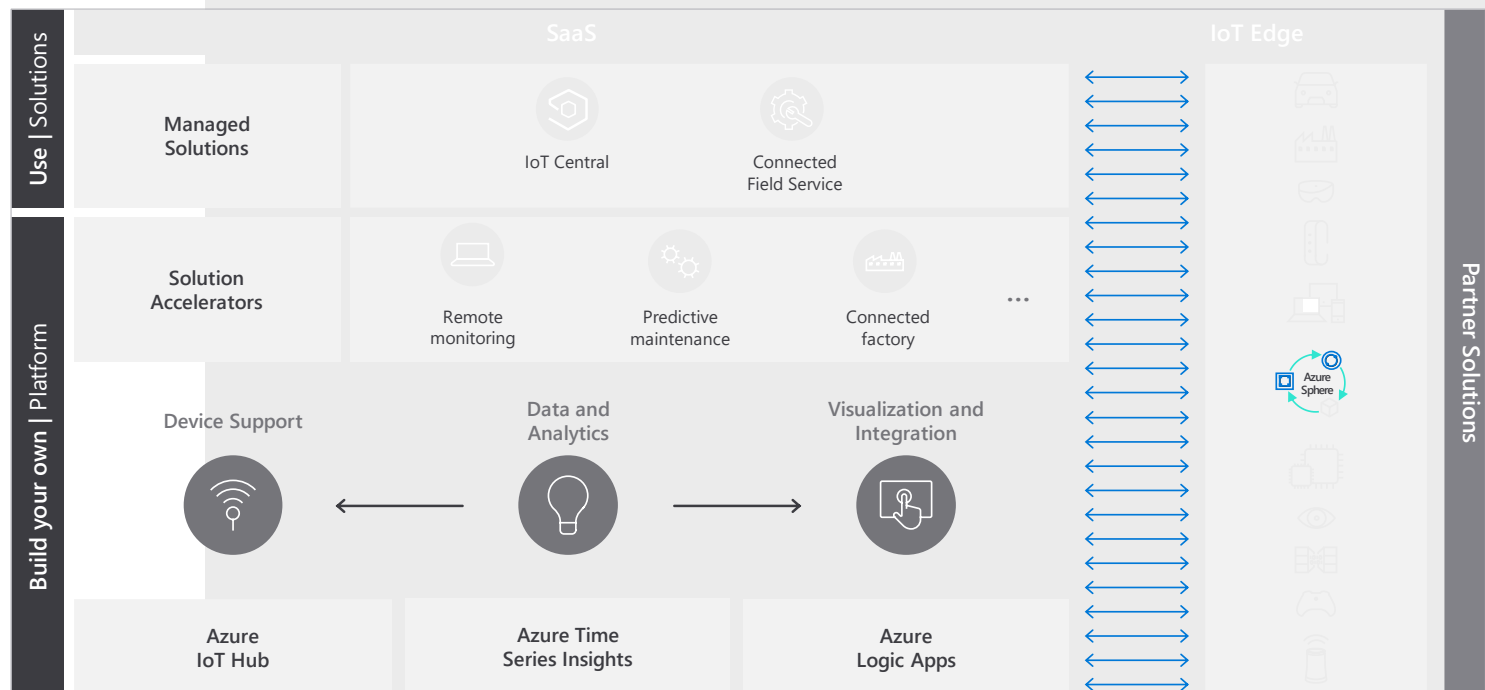 SaaS
IoT Edge
Use | Solutions
Managed
Solutions
IoT Central
Connected
Field Service
Build your own | Platform
Solution
Accelerators
Remote
monitoring
Predictive
maintenance
Connected
factory
...
Partner Solutions
Azure
Sphere
Device Support
Data and
Analytics
Visualization and
Integration
Azure
IoT Hub
Azure Time
Series Insights
Azure
Logic Apps